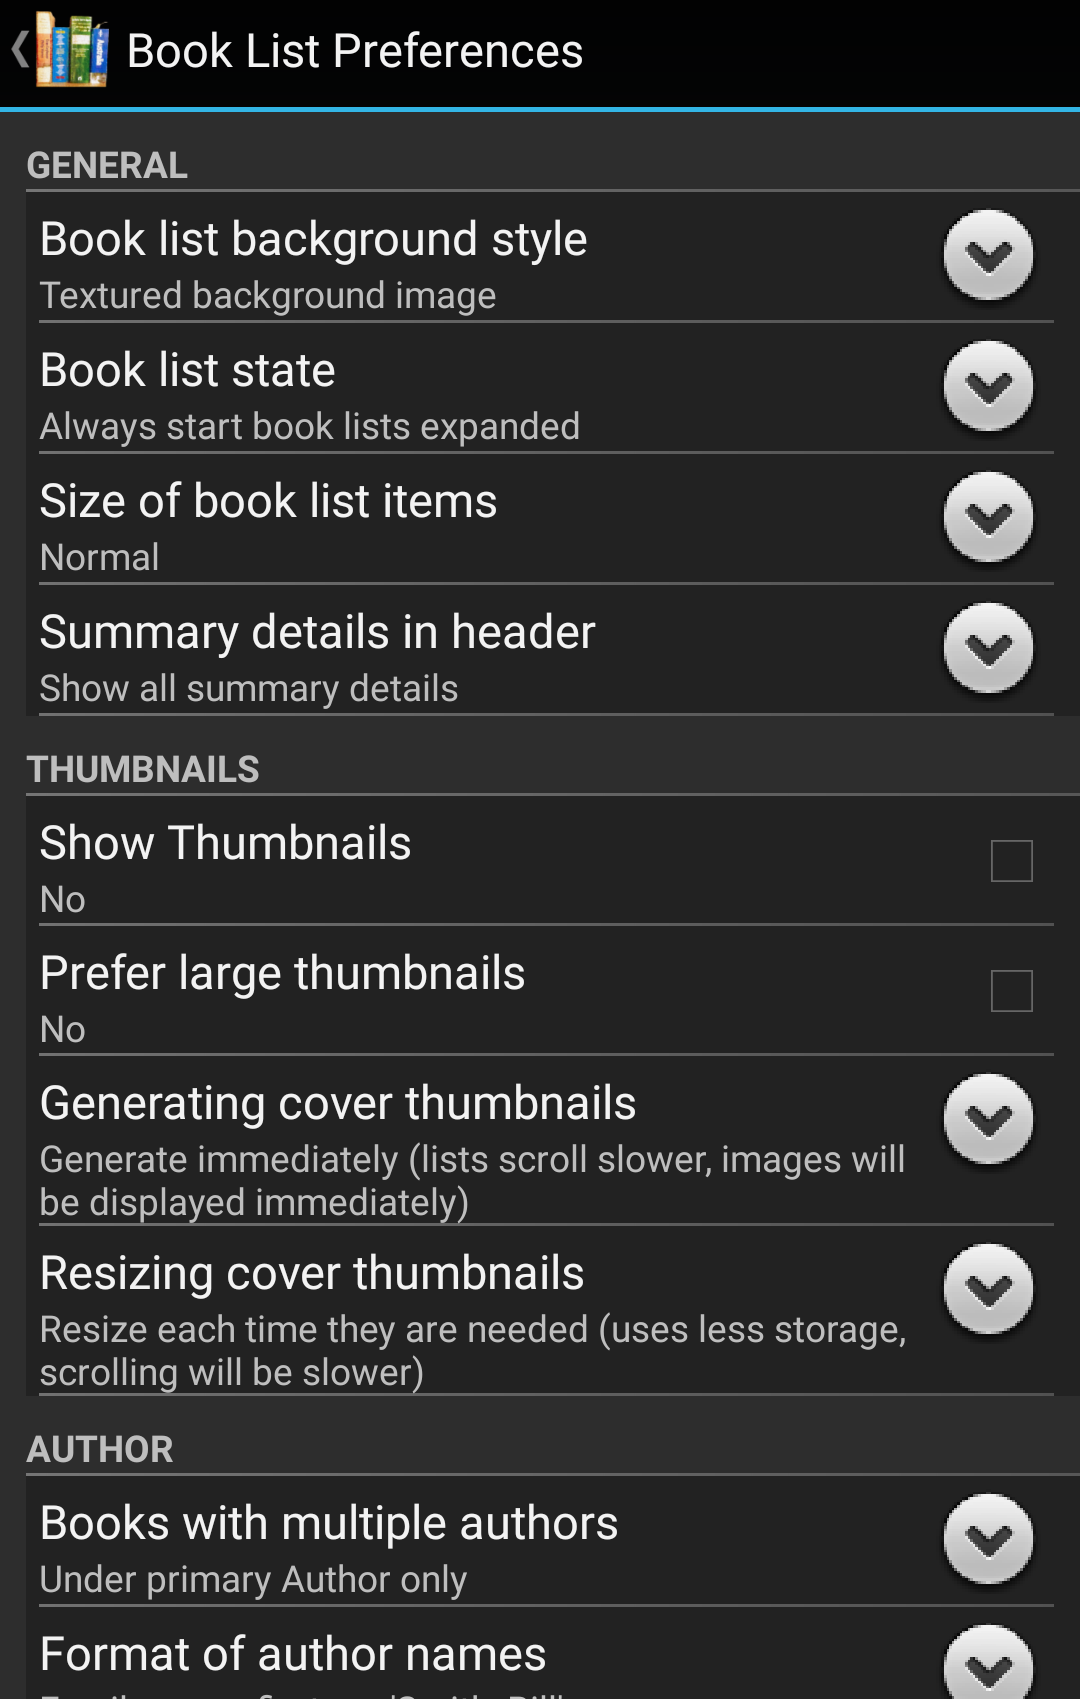 Book List Preferences
GENERAL
Book list background style
Textured background image
Book list state
Always start book lists expanded
Size of book list items
Normal
Summary details in header
Show all summary details
THUMBNAILS
Show Thumbnails
No
Prefer large thumbnails
No
Generating cover thumbnails
Generate immediately (lists scroll slower, images will
be displayed immediately)
Resizing cover thumbnails
Resize each time they are needed (uses less storage,
scrolling will be slower)
AUTHOR
Books with multiple authors
Under primary Author only
Format of author names